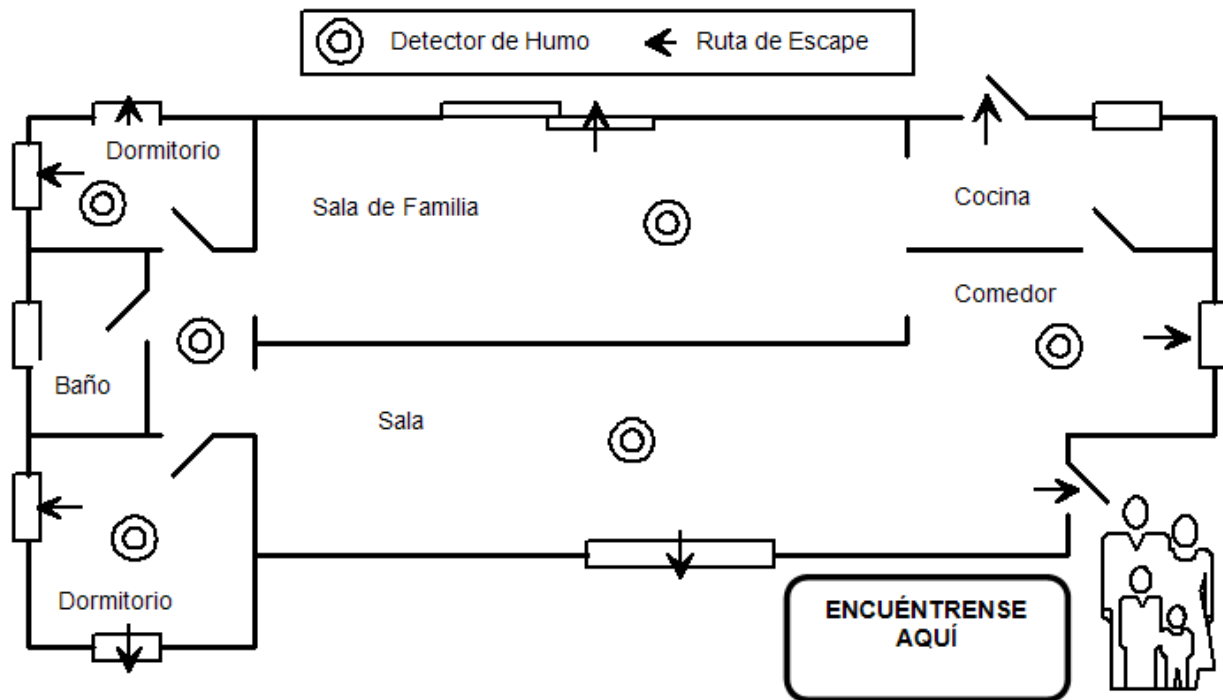 Detector de Humo
Ruta de Escape
Dormitorio
Sala de Familia
Cocina
Comedor
Baño
Sala
Dormitorio
ENCUÉNTRENSE
AQUÍ